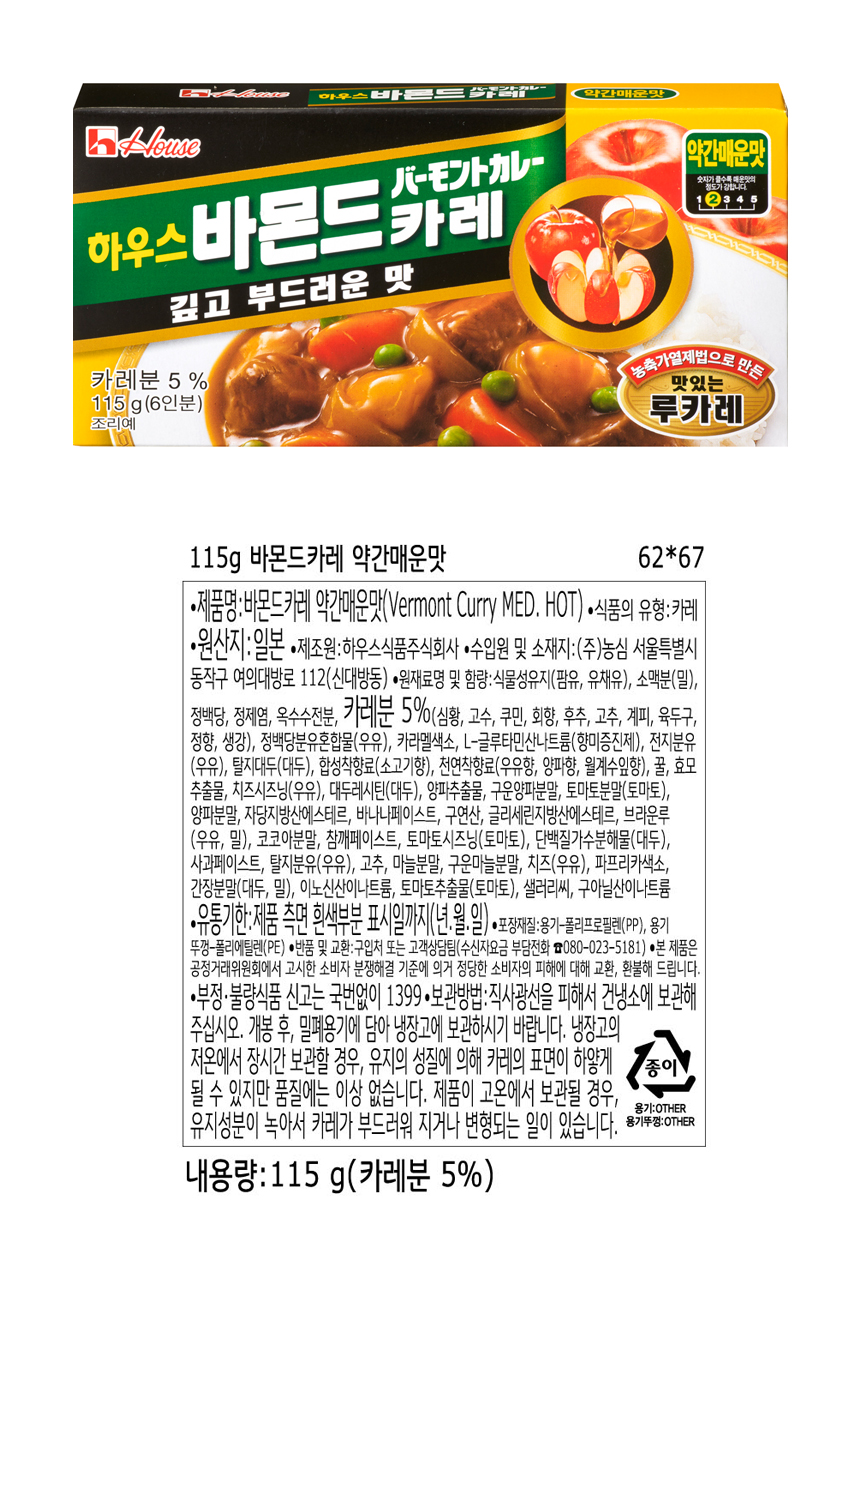 House
하우스 바몬드 카레
バーモントカレー
약간매운맛
House
약간매운맛
숫자가 클수록 매운맛의
정도가 강합니다.
1 2 3 4 5
バーモントカレー
하우스 바몬드 카레
깊고 부드러운 맛
카레분 5 %
115 g(6인분)
조리예
농축가열제법으로 만든
맛있는
루카레
115g 바몬드카레 약간매운맛 62*67
•제품명:바몬드카레 약간매운맛(Vermont Curry MED. HOT) •식품의 유형:카레
•원산지:일본 •제조원:하우스식품주식회사 •수입원 및 소재지:(주)농심 서울특별시
동작구 여의대방로 112(신대방동) •원재료명 및 함량:식물성유지(팜유, 유채유), 소맥분(밀),
정백당, 정제염, 옥수수전분, 카레분 5%(심황, 고수, 쿠민, 회향, 후추, 고추, 계피, 육두구,
정향, 생강), 정백당분유혼합물(우유), 카라멜색소, L-글루타민산나트륨(향미증진제), 전지분유
(우유), 탈지대두(대두), 합성착향료(소고기향), 천연착향료(우유향, 양파향, 월계수잎향), 꿀, 효모
추출물, 치즈시즈닝(우유), 대두레시틴(대두), 양파추출물, 구운양파분말, 토마토분말(토마토),
양파분말, 자당지방산에스테르, 바나나페이스트, 구연산, 글리세린지방산에스테르, 브라운루
(우유, 밀), 코코아분말, 참깨페이스트, 토마토시즈닝(토마토), 단백질가수분해물(대두),
사과페이스트, 탈지분유(우유), 고추, 마늘분말, 구운마늘분말, 치즈(우유), 파프리카색소,
간장분말(대두, 밀), 이노신산이나트륨, 토마토추출물(토마토), 샐러리씨, 구아닐산이나트륨
•유통기한:제품 측면 흰색부분 표시일까지(년.월.일) •포장재질:용기-폴리프로필렌(PP), 용기
뚜껑-폴리에틸렌(PE) •반품 및 교환:구입처 또는 고객상담팀(수신자요금 부담전화 ☎080-023-5181) •본 제품은
공정거래위원회에서 고시한 소비자 분쟁해결 기준에 의거 정당한 소비자의 피해에 대해 교환, 환불해 드립니다.
•부정·불량식품 신고는 국번없이 1399 •보관방법:직사광선을 피해서 건냉소에 보관해
주십시오. 개봉 후, 밀폐용기에 담아 냉장고에 보관하시기 바랍니다. 냉장고의
저온에서 장시간 보관할 경우, 유지의 성질에 의해 카레의 표면이 하얗게
될 수 있지만 품질에는 이상 없습니다. 제품이 고온에서 보관될 경우,
유지성분이 녹아서 카레가 부드러워 지거나 변형되는 일이 있습니다.
종이
용기:OTHER
용기뚜껑:OTHER
내용량:115 g(카레분 5%)